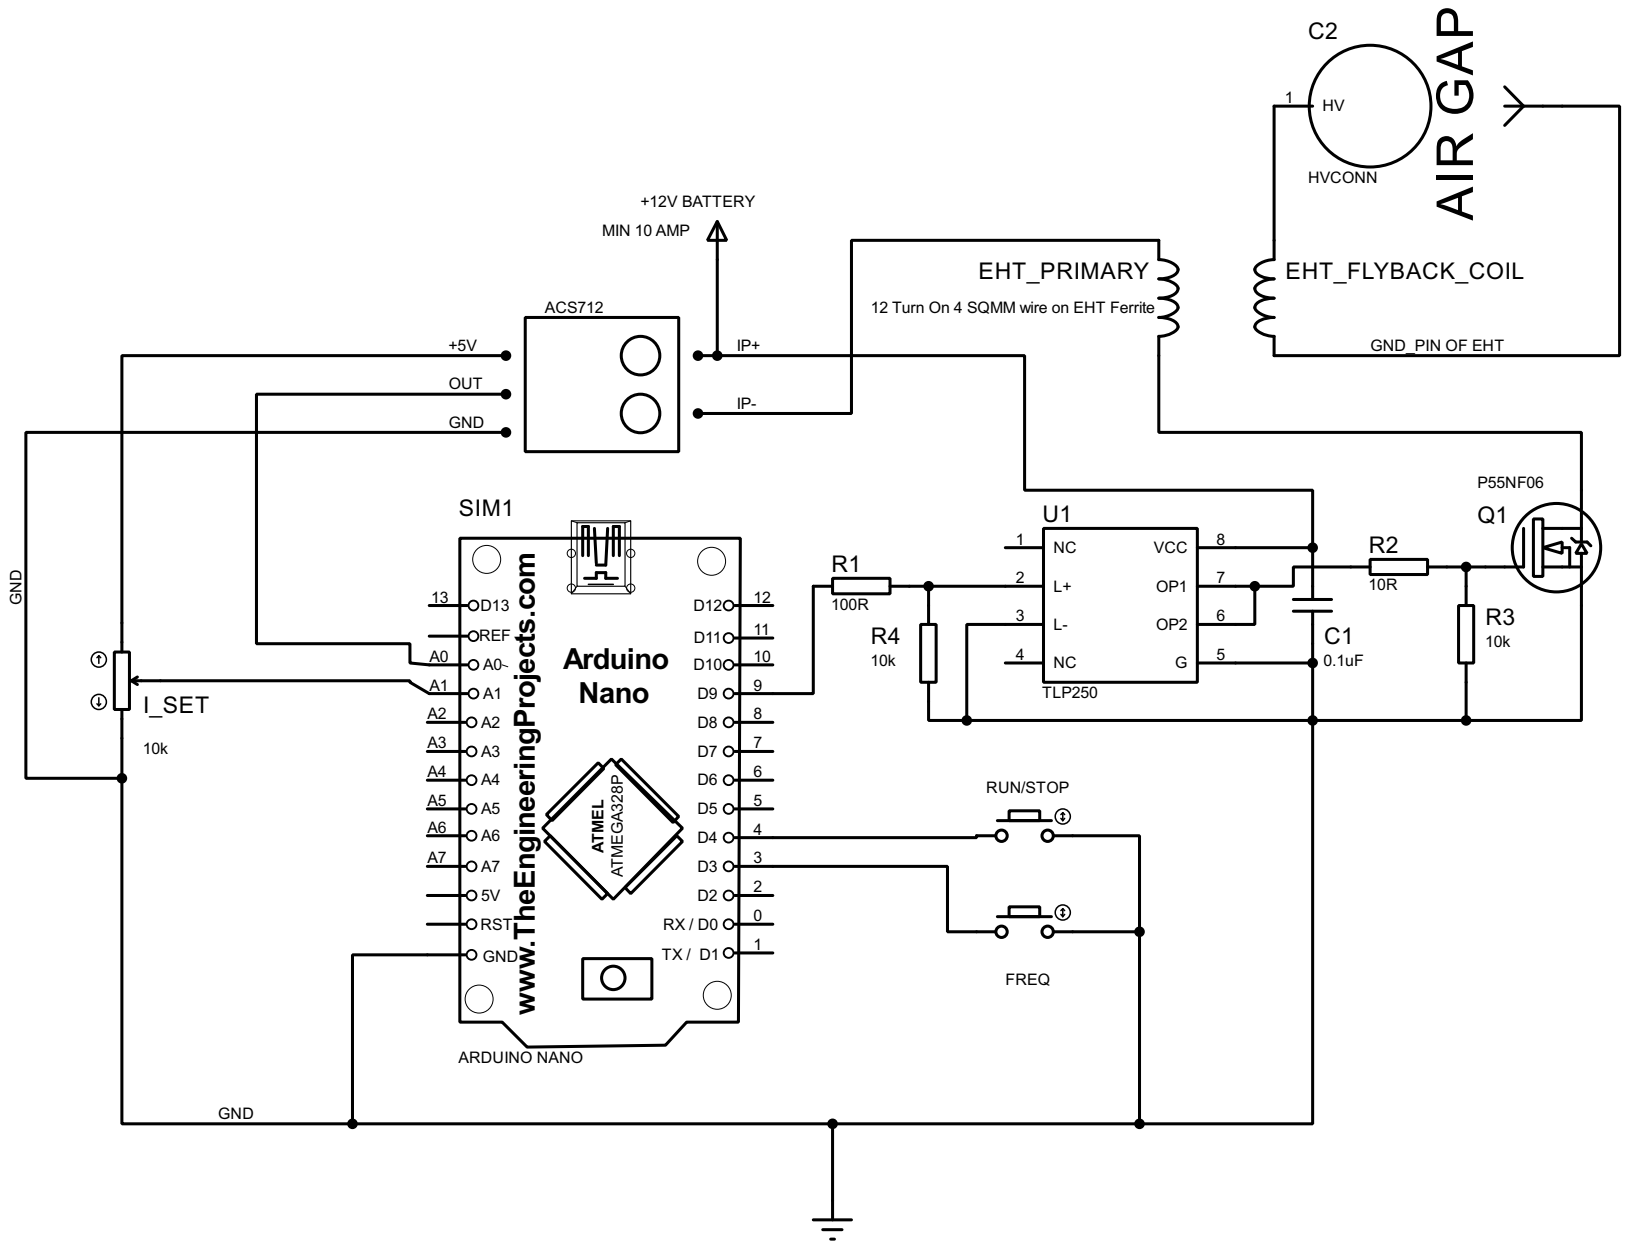 C2
1
HV
HVCONN
AIR GAP
+12V BATTERY
MIN 10 AMP
EHT_PRIMARY
12 Turn On 4 SQMM wire on EHT Ferrite
EHT_FLYBACK_COIL
GND_PIN OF EHT
ACS712
+5V
OUT
GND
IP+
IP-
GND
I_SET
10k
SIM1
www.TheEngineeringProjects.com
Arduino
Nano
ATMEL
ATMEGA328P
13 D13
REF
A0 A0~
A1 A1
A2 A2
A3 A3
A4 A4
A5 A5
A6 A6
A7 A7
5V
RST
GND
D12 12
D11 11
D10 10
D9 9
D8 8
D7 7
D6 6
D5 5
D4 4
D3 3
D2 2
RX / D0 0
TX / D1 1
ARDUINO NANO
R1
100R
R4
10k
U1
1 NC VCC 8
2 L+ OP1 7
3 L- OP2 6
4 NC G 5
TLP250
C1
0.1uF
R2
10R
R3
10k
P55NF06
Q1
RUN/STOP
FREQ
GND